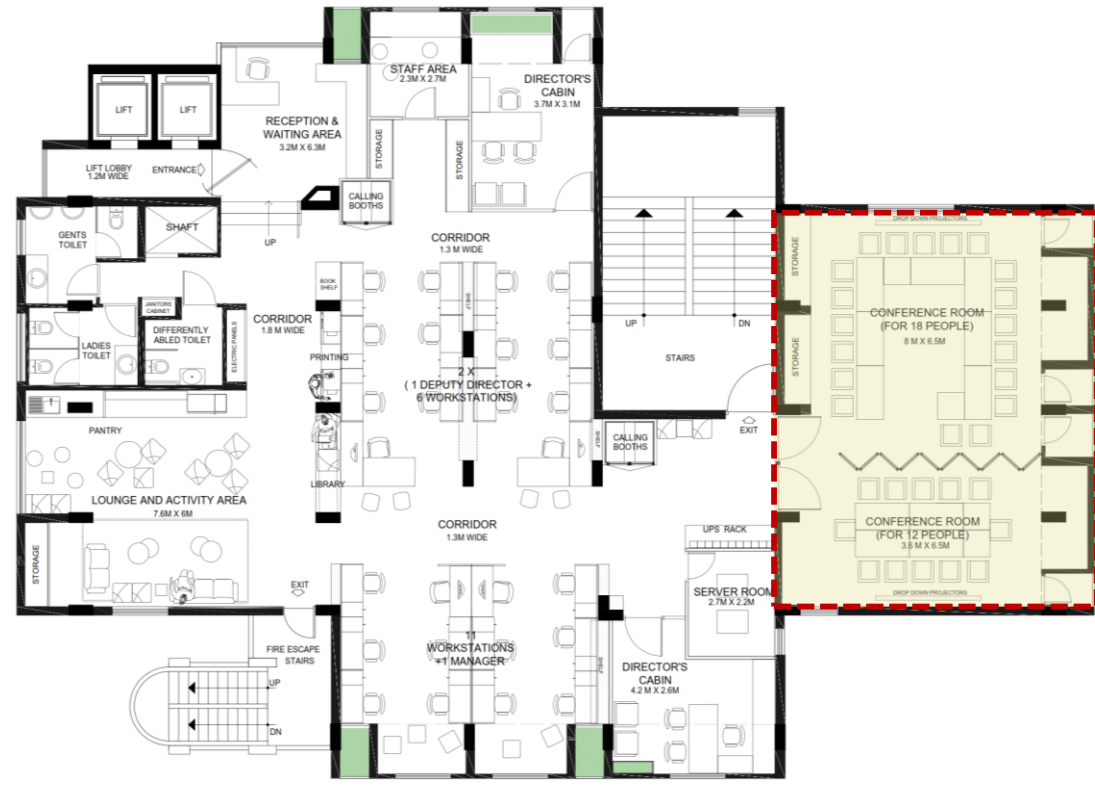 STAFF AREA
2.3M X 2.7M
DIRECTOR'S
CABIN
3.7M X 3.1M
LIFT
LIFT
RECEPTION &
WAITING AREA
3.2M X 6.3M
STORAGE
STORAGE
LIFT LOBBY
1.2M WIDE
ENTRANCE
CALLING
BOOTHS
GENTS
TOILET
SHAFT
UP
CORRIDOR
1.3 M WIDE
DROP DOWN PROJECTORS
STORAGE
BOOK
SHELF
SHELF
JANITORS
CABINET
CORRIDOR
1.8 M WIDE
DIFFERENTLY
ABLED TOILET
ELECTRIC PANELS
LADIES
TOILET
UP
DN
CONFERENCE ROOM
(FOR 18 PEOPLE)
8 M X 6.5M
STORAGE
PRINTING
STAIRS
2 X
( 1 DEPUTY DIRECTOR +
6 WORKSTATIONS)
PANTRY
EXIT
SHELF
CALLING
BOOTHS
LIBRARY
LOUNGE AND ACTIVITY AREA
7.6M X 6M
CORRIDOR
1.3M WIDE
UPS RACK
CONFERENCE ROOM
(FOR 12 PEOPLE)
3.6 M X 6.5M
STORAGE
EXIT
SERVER ROOM
2.7M X 2.2M
DROP DOWN PROJECTORS
FIRE ESCAPE
STAIRS
11
WORKSTATIONS
+1 MANAGER
SHELF
DIRECTOR'S
CABIN
4.2 M X 2.6M
UP
DN